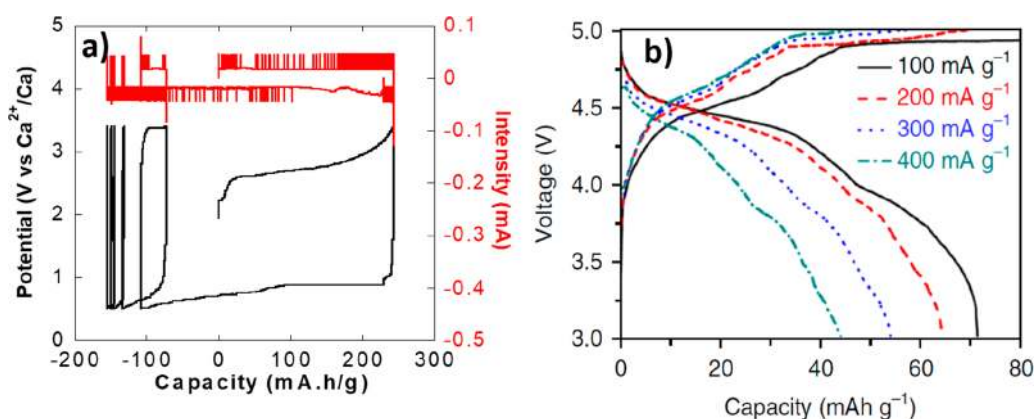 a)
Potential (V vs Ca²⁺/Ca)
5
4
3
2
1
0
-200
-100
0
100
200
300
Capacity (mA.h/g)
0.1
0
-0.1
-0.2
-0.3
-0.4
-0.5
Intensity (mA)
b)
Voltage (V)
5.0
4.5
4.0
3.5
3.0
100 mA g⁻¹
200 mA g⁻¹
300 mA g⁻¹
400 mA g⁻¹
0
20
40
60
80
Capacity (mAh g⁻¹)